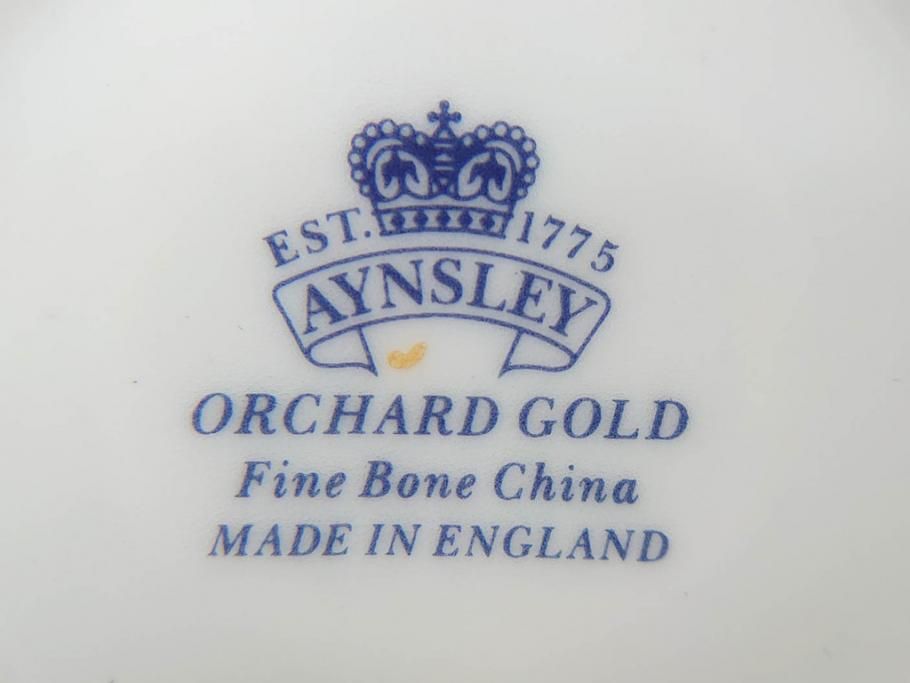 EST. 1775
AYNSLEY
ORCHARD GOLD
Fine Bone China
MADE IN ENGLAND